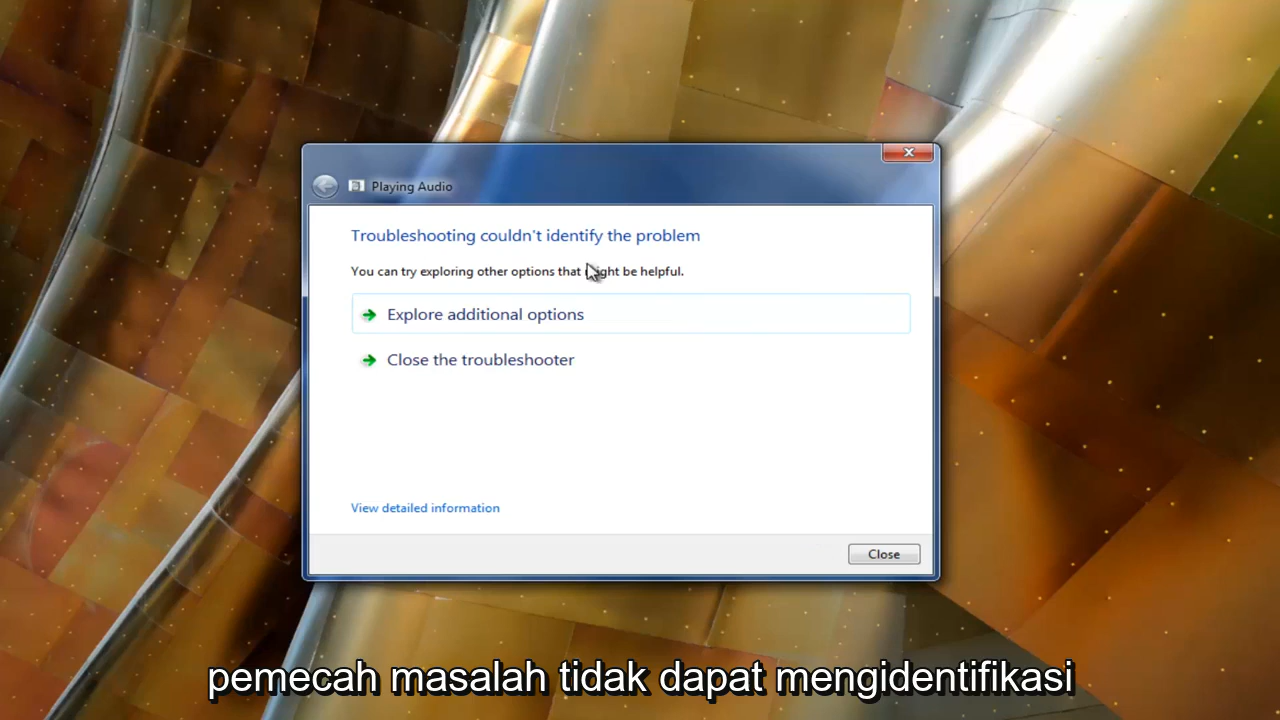 Playing Audio
Troubleshooting couldn't identify the problem
You can try exploring other options that might be helpful.
Explore additional options
Close the troubleshooter
View detailed information
Close
pemecah masalah tidak dapat mengidentifikasi